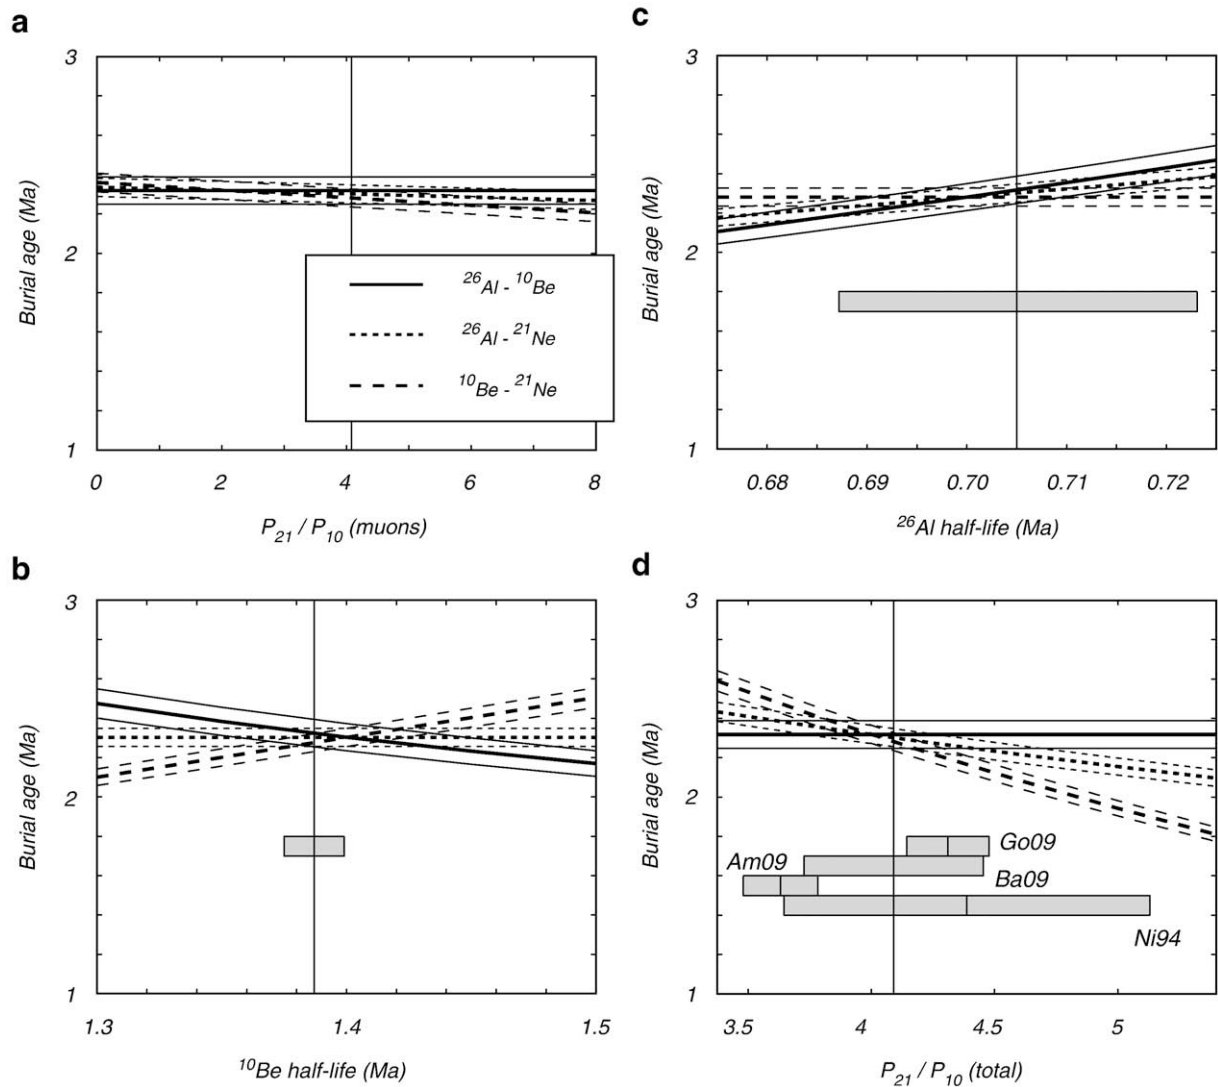 a
3
2
1
Burial age (Ma)
²⁶Al - ¹⁰Be
²⁶Al - ²¹Ne
¹⁰Be - ²¹Ne
0 2 4 6 8
P₂₁ / P₁₀ (muons)
c
3
2
1
Burial age (Ma)
0.68 0.69 0.70 0.71 0.72
²⁶Al half-life (Ma)
b
3
2
1
Burial age (Ma)
1.3 1.4 1.5
¹⁰Be half-life (Ma)
d
3
2
1
Burial age (Ma)
Go09
Am09
Ba09
Ni94
3.5 4 4.5 5
P₂₁ / P₁₀ (total)